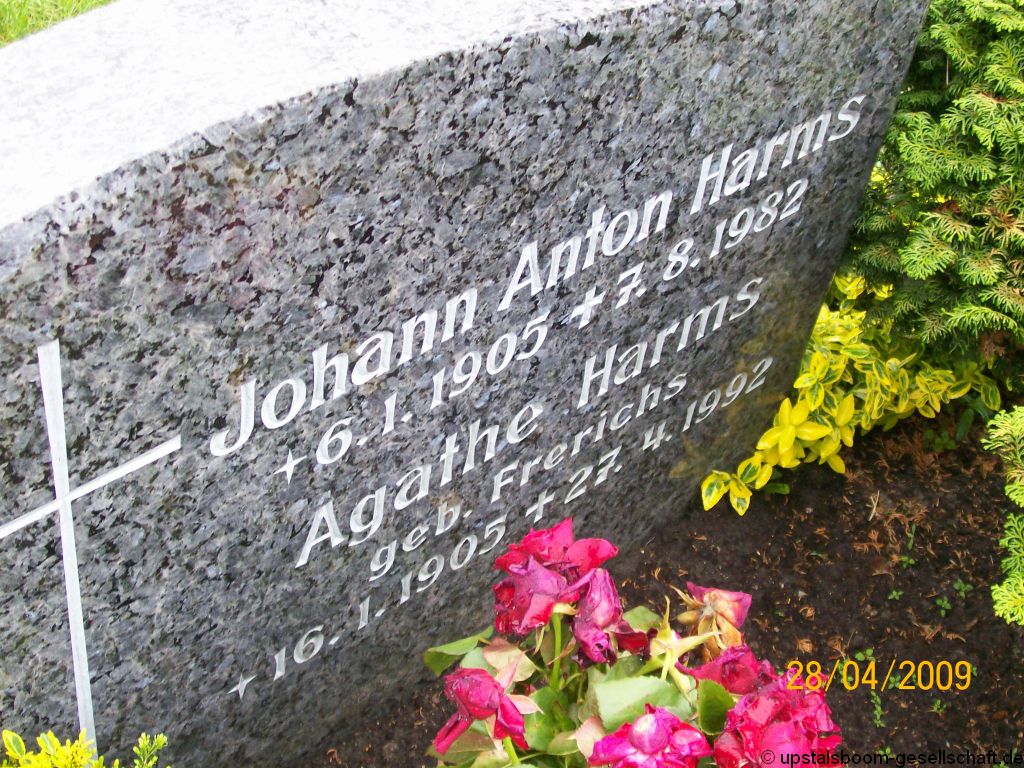 Johann Anton Harms
* 6. 1. 1905 + 7. 8. 1982
Agathe Harms
geb. Frerichs
* 16. 1. 1905 + 27. 4. 1992
28/04/2009
© upstalsboom-gesellschaft.de